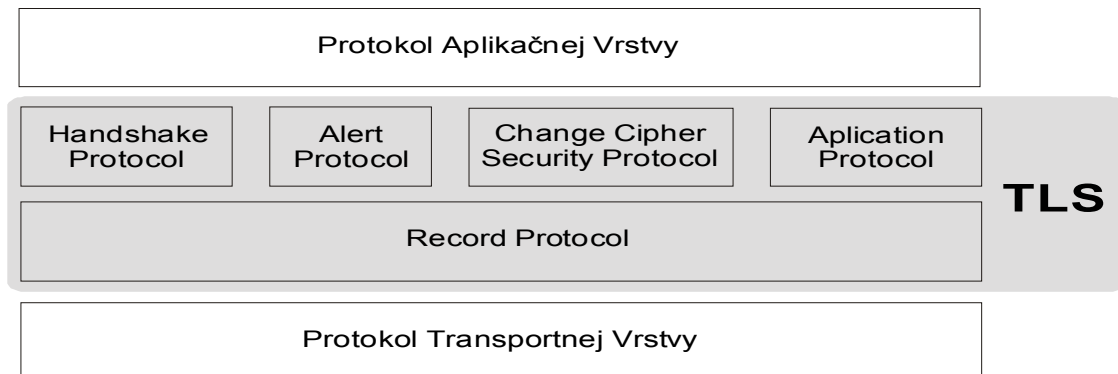 Protokol Aplikačnej Vrstvy
Handshake
Protocol
Alert
Protocol
Change Cipher
Security Protocol
Aplication
Protocol
TLS
Record Protocol
Protokol Transportnej Vrstvy